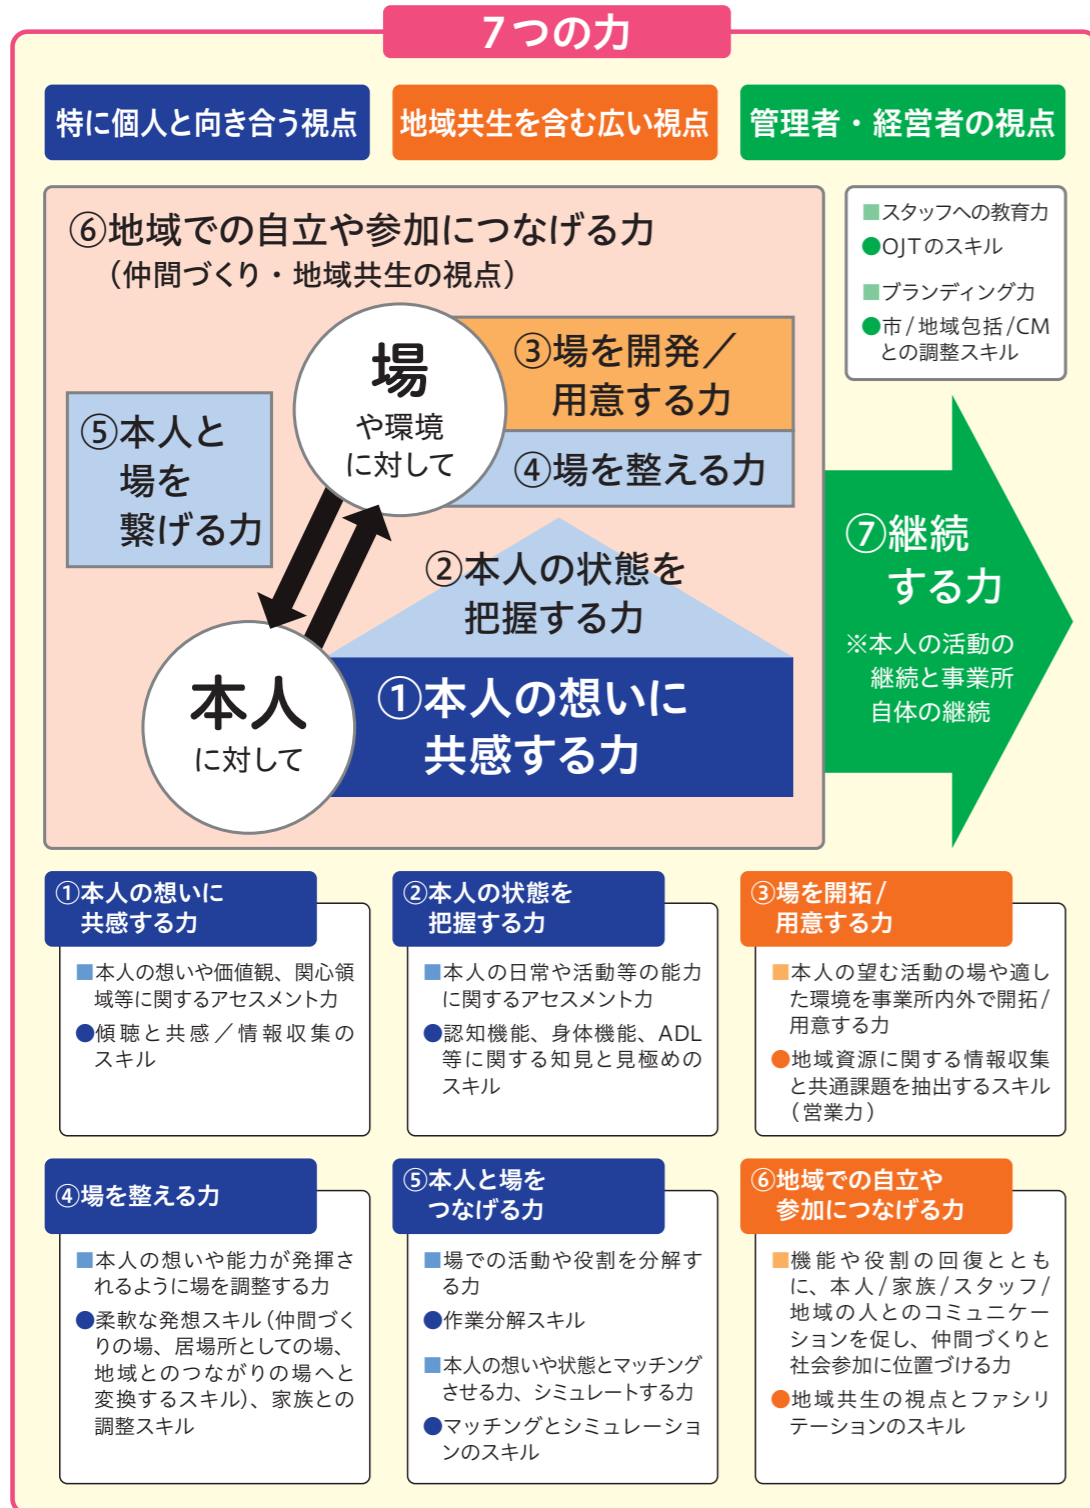 7つの力
特に個人と向き合う視点
地域共生を含む広い視点
管理者・経営者の視点
⑥地域での自立や参加につなげる力
（仲間づくり・地域共生の視点）
場
や環境
に対して
③場を開発／
用意する力
④場を整える力
⑤本人と
場を
繋げる力
②本人の状態を
把握する力
本人
に対して
①本人の想いに
共感する力
■スタッフへの教育力
●OJTのスキル
■ブランディング力
●市/地域包括/CM
との調整スキル
⑦継続
する力
※本人の活動の
継続と事業所
自体の継続
①本人の想いに
共感する力
■本人の想いや価値観、関心領
域等に関するアセスメント力
●傾聴と共感／情報収集の
スキル
②本人の状態を
把握する力
■本人の日常や活動等の能力
に関するアセスメント力
●認知機能、身体機能、ADL
等に関する知見と見極めの
スキル
③場を開拓/
用意する力
■本人の望む活動の場や適し
た環境を事業所内外で開拓/
用意する力
●地域資源に関する情報収集
と共通課題を抽出するスキル
（営業力）
④場を整える力
■本人の想いや能力が発揮さ
れるように場を調整する力
●柔軟な発想スキル（仲間づく
りの場、居場所としての場、
地域とのつながりの場へと
変換するスキル）、家族との
調整スキル
⑤本人と場を
つなげる力
■場での活動や役割を分解す
る力
●作業分解スキル
■本人の想いや状態とマッチング
させる力、シミュレートする力
●マッチングとシミュレーショ
ンのスキル
⑥地域での自立や
参加につなげる力
■機能や役割の回復ととも
に、本人/家族/スタッフ/
地域の人とのコミュニケー
ションを促し、仲間づくりと
社会参加に位置づける力
●地域共生の視点とファシリ
テーションのスキル